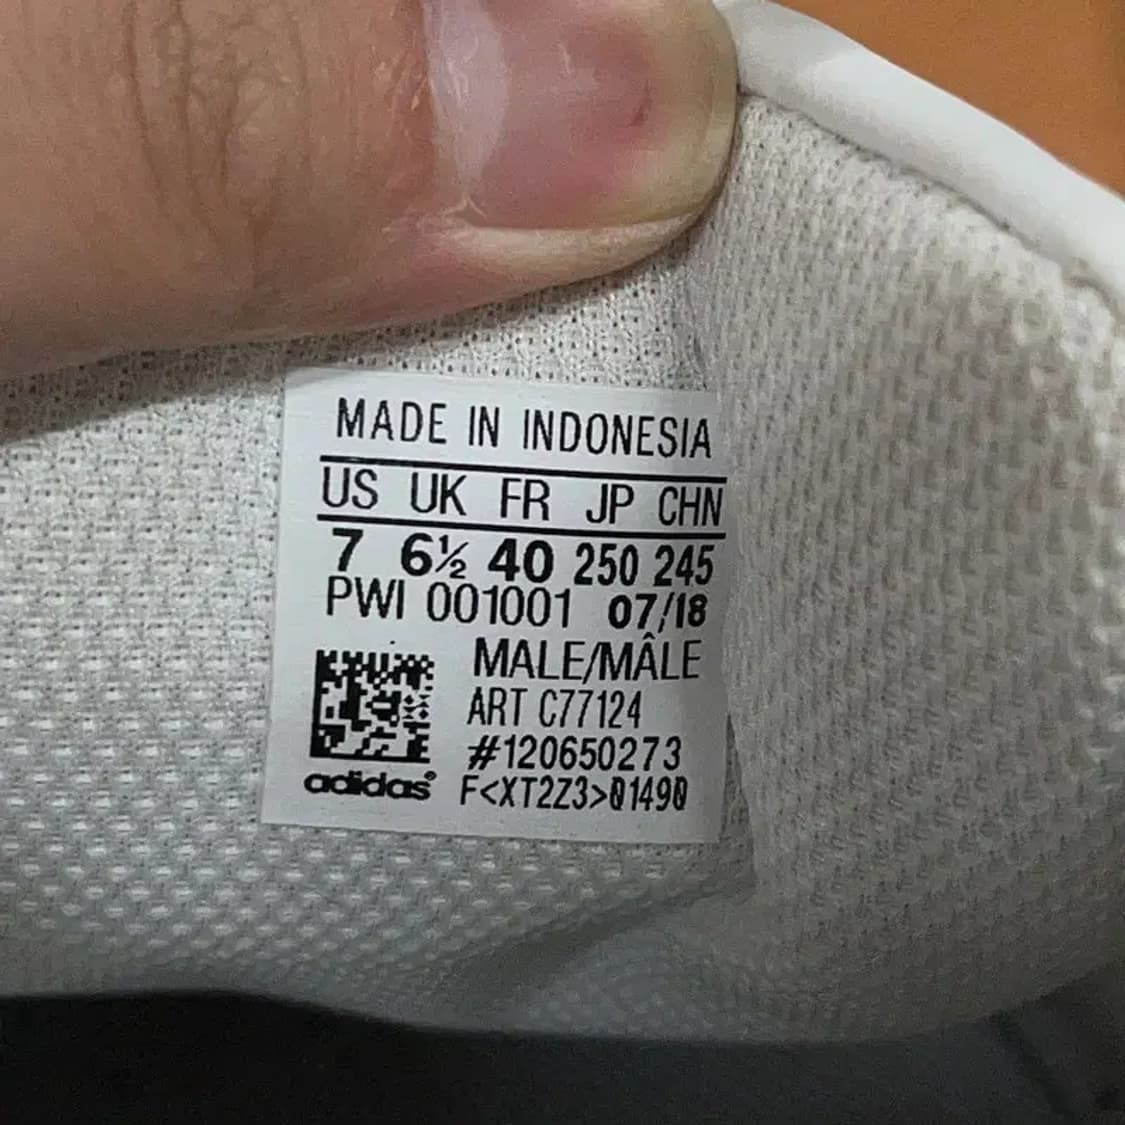 MADE IN INDONESIA
US UK FR JP CHN
7 6½ 40 250 245
PWI 001001 07/18
MALE/MÂLE
ART C77124
#120650273
adidas® F<XT2Z3>01490